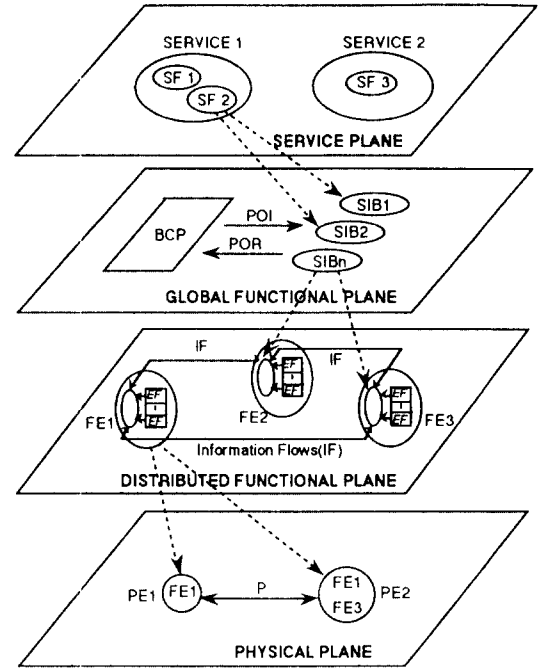 SERVICE 1
SERVICE 2
SF 1
SF 2
SF 3
SERVICE PLANE
BCP
POI
POR
SIB1
SIB2
SIBn
GLOBAL FUNCTIONAL PLANE
IF
IF
EF
EF
FE1
EF
EF
FE2
EF
EF
FE3
Information Flows(IF)
DISTRIBUTED FUNCTIONAL PLANE
PE1
FE1
P
FE1
FE3
PE2
PHYSICAL PLANE